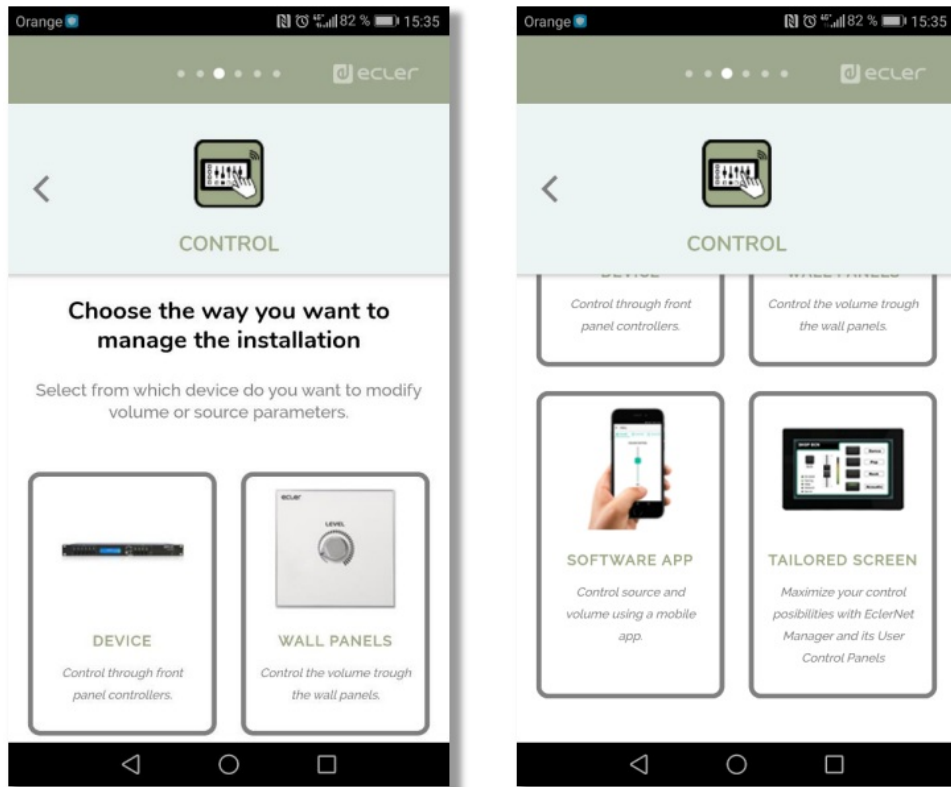 Orange 82 % 15:35
ecler
CONTROL
Choose the way you want to
manage the installation
Select from which device do you want to modify
volume or source parameters.
ecler
LEVEL
DEVICE
Control through front
panel controllers.
WALL PANELS
Control the volume trough
the wall panels.
Orange 82 % 15:35
ecler
CONTROL
DEVICE
Control through front
panel controllers.
WALL PANELS
Control the volume trough
the wall panels.
SOFTWARE APP
Control source and
volume using a mobile
app.
TAILORED SCREEN
Maximize your control
posibilities with EclerNet
Manager and its User
Control Panels